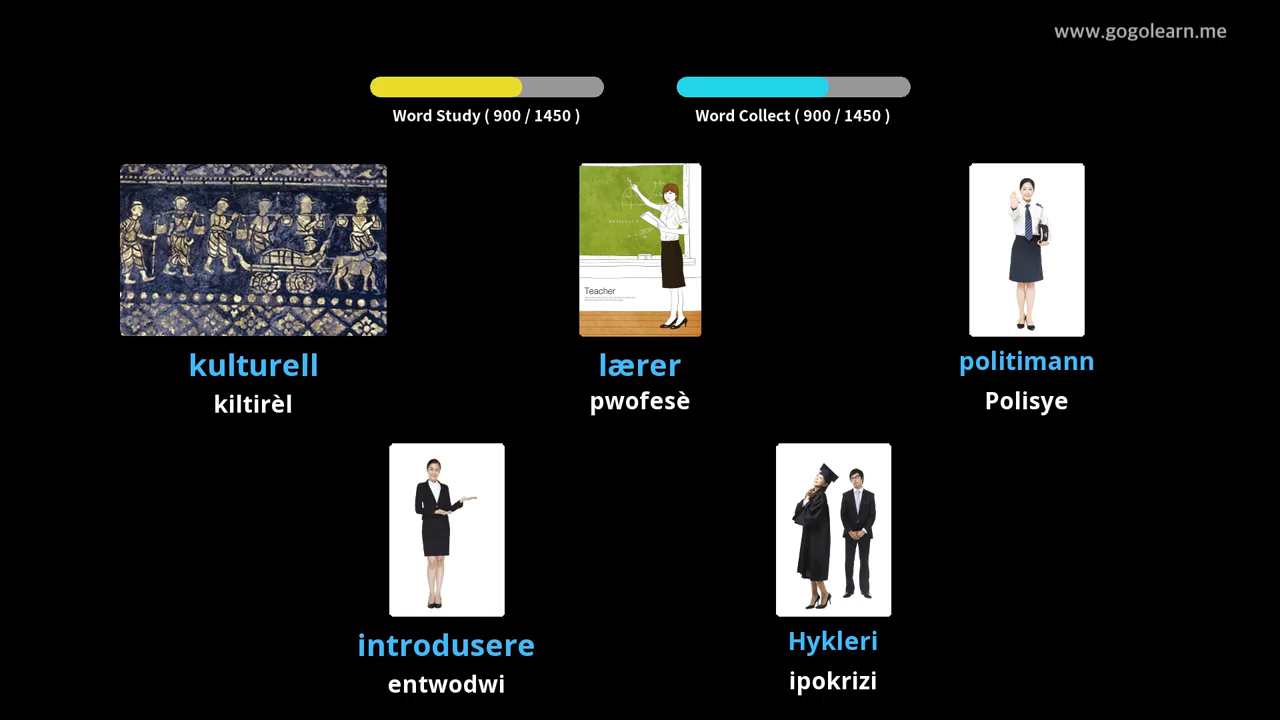 www.gogolearn.me
Word Study ( 900 / 1450 )
Word Collect ( 900 / 1450 )
Teacher
kulturell
lærer
politimann
kiltirèl
pwofesè
Polisye
introdusere
Hykleri
entwodwi
ipokrizi